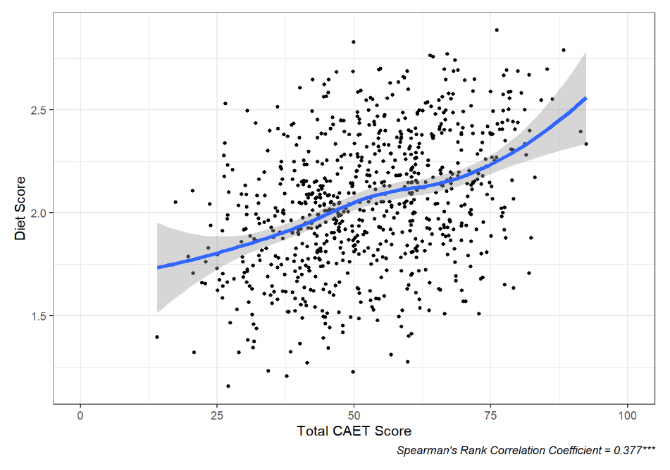 2.5
2.0
1.5
Diet Score
0 25 50 75 100
Total CAET Score
Spearman's Rank Correlation Coefficient = 0.377***